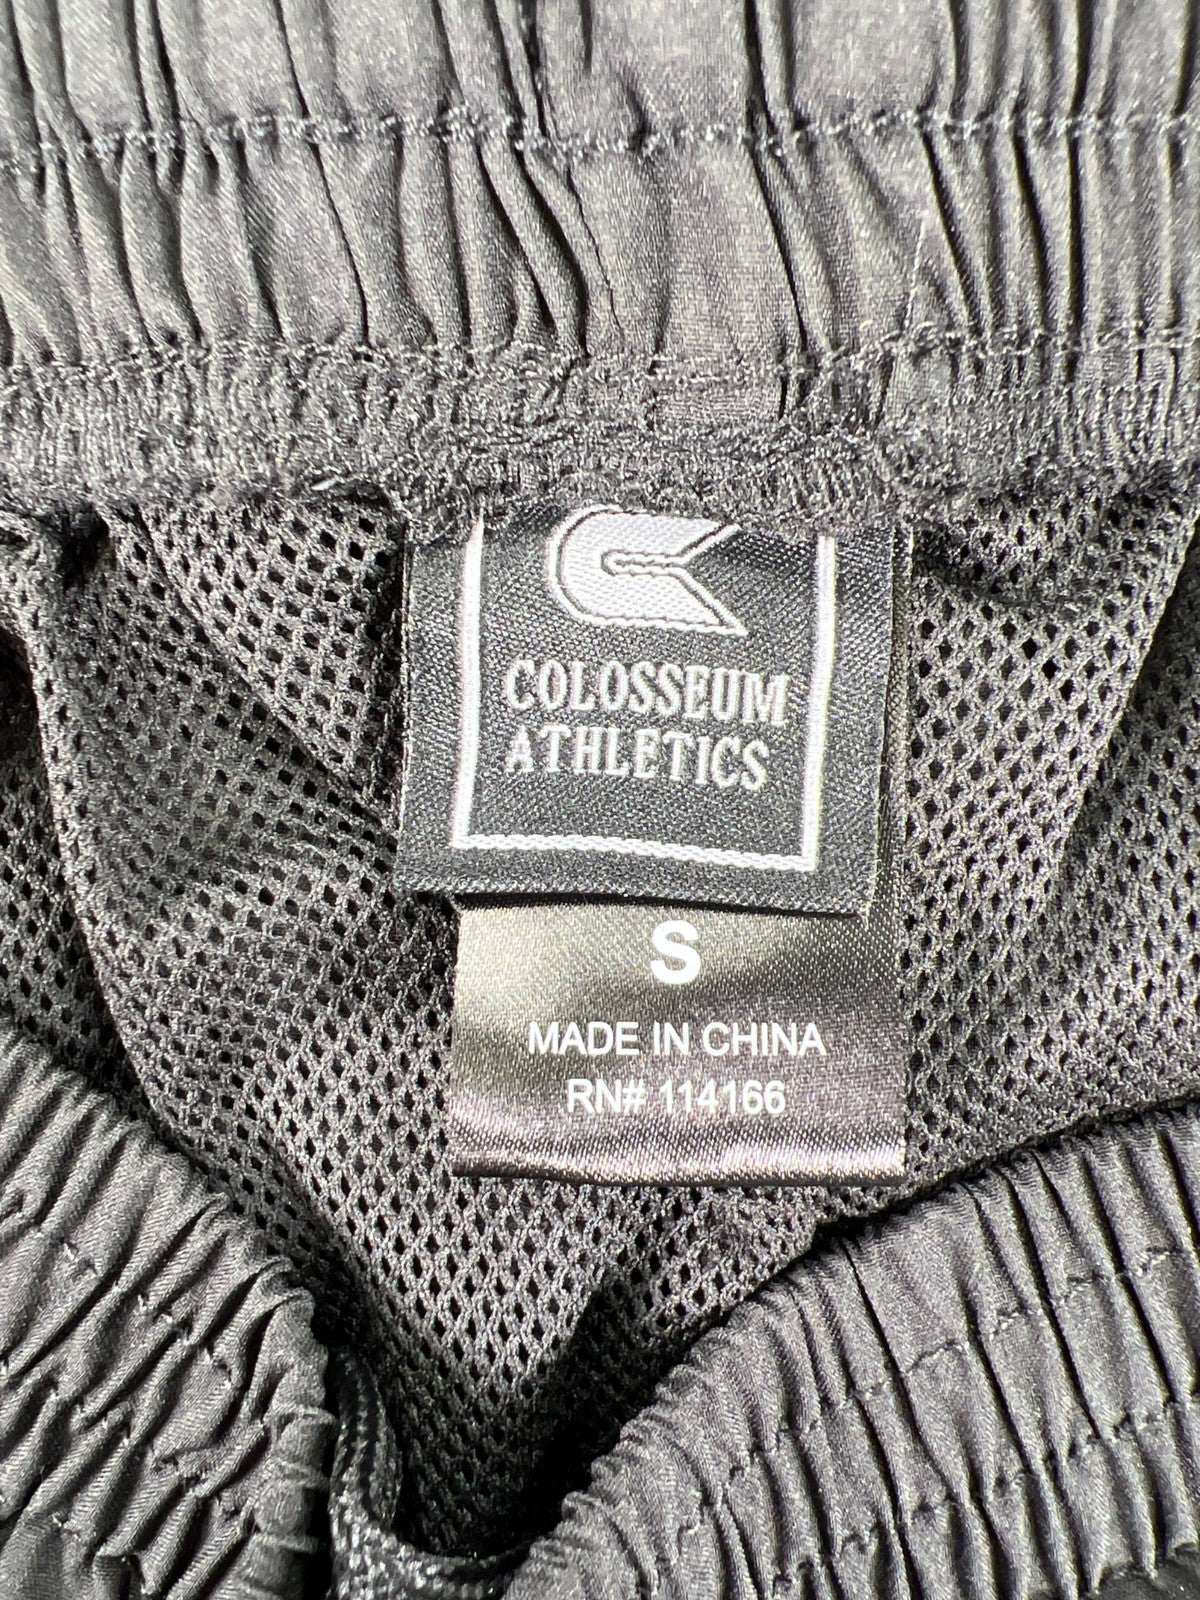 COLOSSEUM
ATHLETICS
S
MADE IN CHINA
RN# 114166